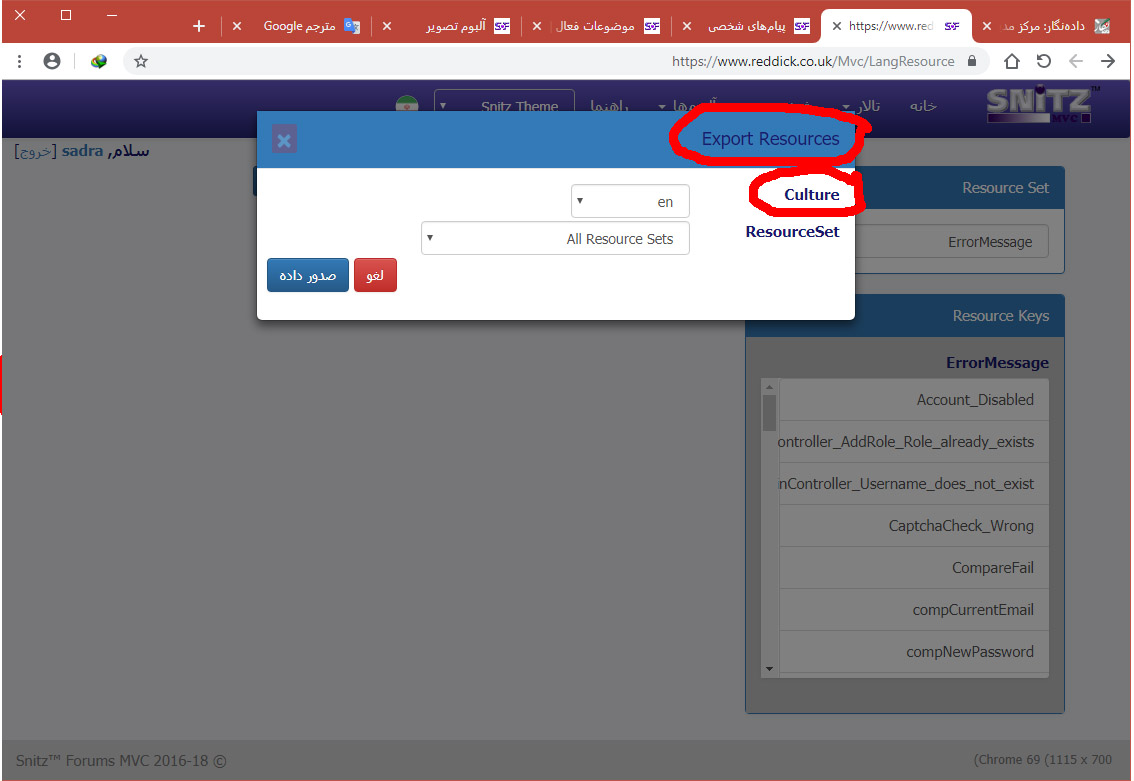 داده‌نگار: مرکز مد
https://www.red
پیام‌های شخصی
موضوعات فعال
آلبوم تصویر
مترجم Google
https://www.reddick.co.uk/Mvc/LangResource
SNITZ™
MVC
خانه
تالار
راهنما
Snitz Theme
سلام, sadra [خروج]
Export Resources
Culture
en
ResourceSet
All Resource Sets
لغو
صدور داده
Resource Set
ErrorMessage
Resource Keys
ErrorMessage
Account_Disabled
ontroller_AddRole_Role_already_exists
nController_Username_does_not_exist
CaptchaCheck_Wrong
CompareFail
compCurrentEmail
compNewPassword
Snitz™ Forums MVC 2016-18 ©
(Chrome 69 (1115 x 700